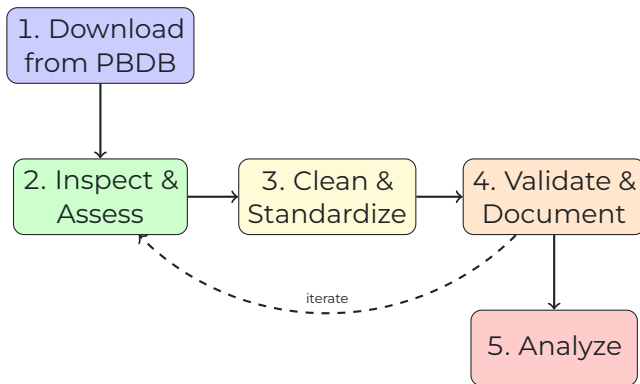 1. Download
from PBDB
2. Inspect &
Assess
3. Clean &
Standardize
4. Validate &
Document
iterate
5. Analyze